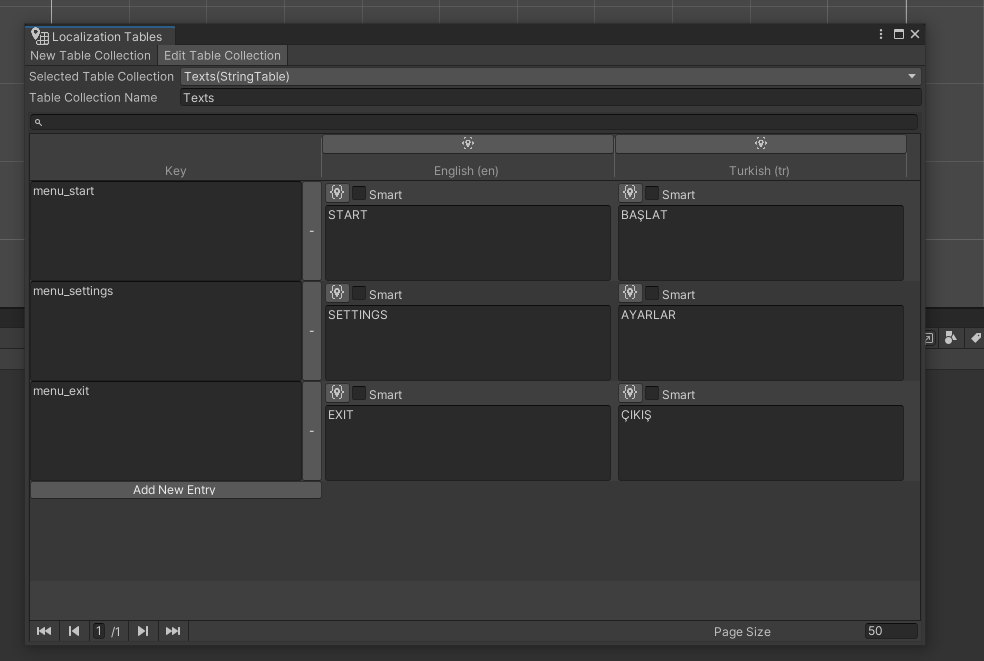 Localization Tables
New Table Collection Edit Table Collection
Selected Table Collection Texts(StringTable)
Table Collection Name Texts
Key English (en) Turkish (tr)
menu_start - Smart Smart
START BAŞLAT
menu_settings - Smart Smart
SETTINGS AYARLAR
menu_exit - Smart Smart
EXIT ÇIKIŞ
Add New Entry
1 /1 Page Size 50